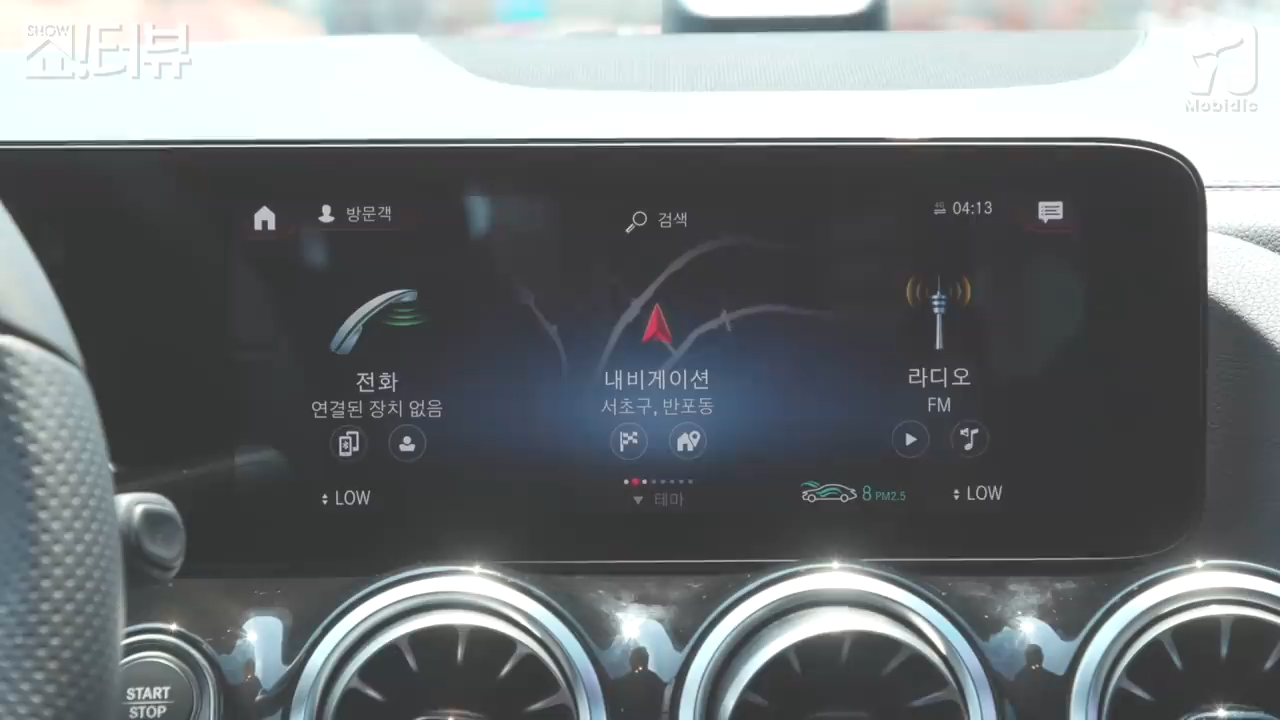 SHOW
쇼!터뷰
Mobidic
방문객
검색
4G 04:13
전화
연결된 장치 없음
내비게이션
서초구, 반포동
라디오
FM
LOW
테마
8 PM2.5
LOW
START
STOP